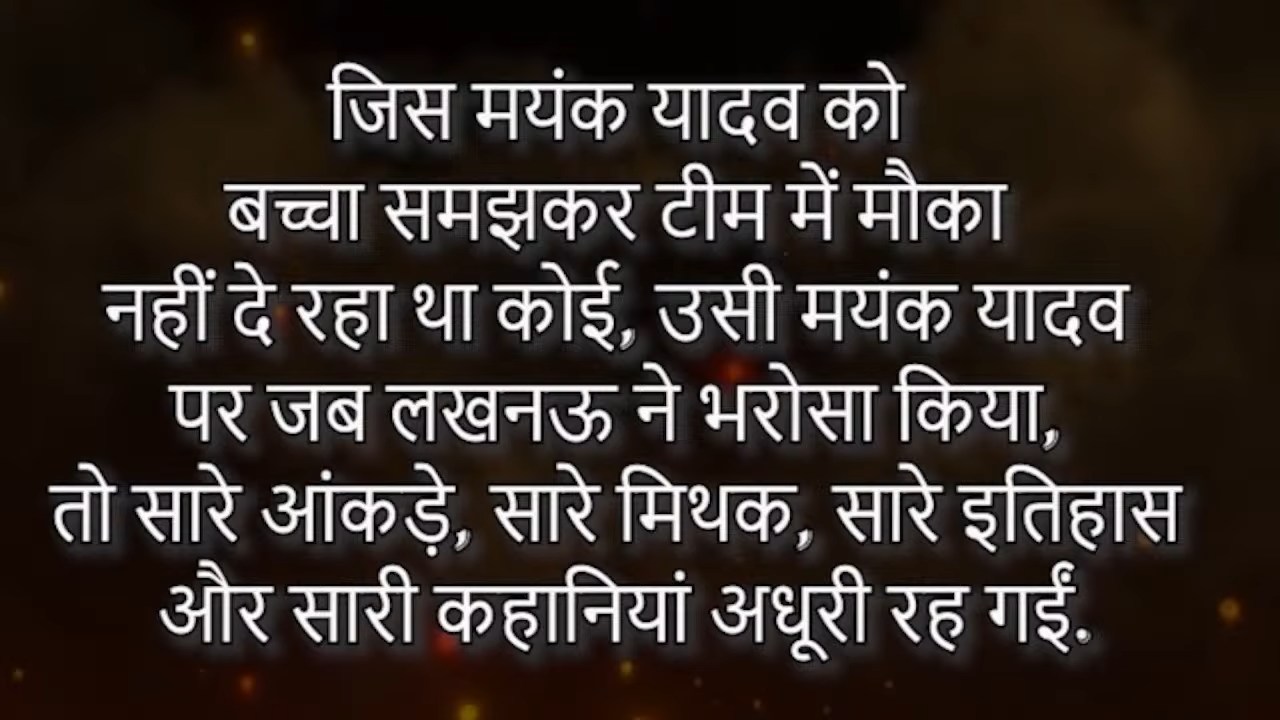 जिस मयंक यादव को
बच्चा समझकर टीम में मौका
नहीं दे रहा था कोई, उसी मयंक यादव
पर जब लखनऊ ने भरोसा किया,
तो सारे आंकड़े, सारे मिथक, सारे इतिहास
और सारी कहानियां अधूरी रह गईं.